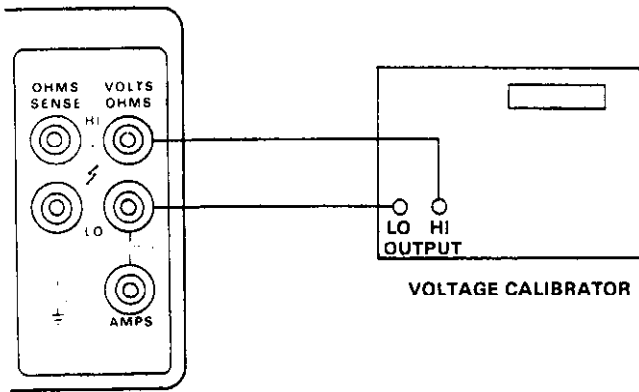 OHMS SENSE
VOLTS OHMS
HI
LO
AMPS
LO HI
OUTPUT
VOLTAGE CALIBRATOR